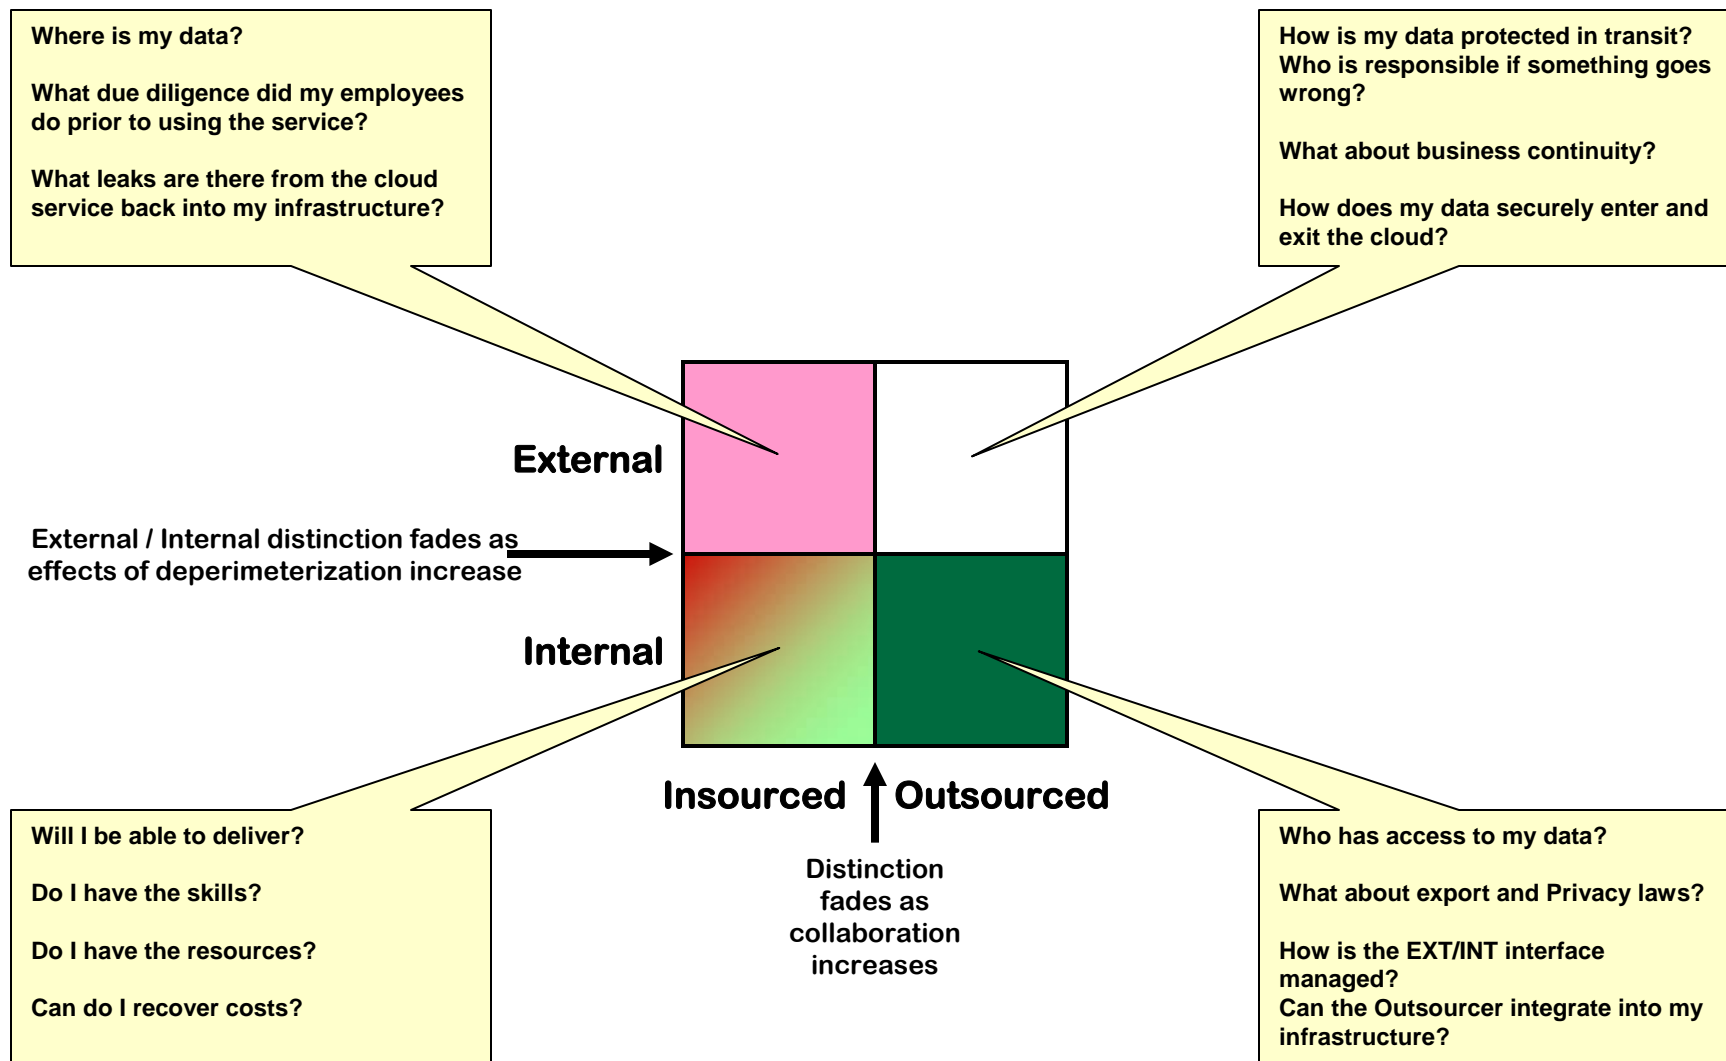 Where is my data?
What due diligence did my employees
do prior to using the service?
What leaks are there from the cloud
service back into my infrastructure?
How is my data protected in transit?
Who is responsible if something goes
wrong?
What about business continuity?
How does my data securely enter and
exit the cloud?
External
External / Internal distinction fades as
effects of deperimeterization increase
Internal
Insourced
Outsourced
Distinction
fades as
collaboration
increases
Will I be able to deliver?
Do I have the skills?
Do I have the resources?
Can do I recover costs?
Who has access to my data?
What about export and Privacy laws?
How is the EXT/INT interface
managed?
Can the Outsourcer integrate into my
infrastructure?